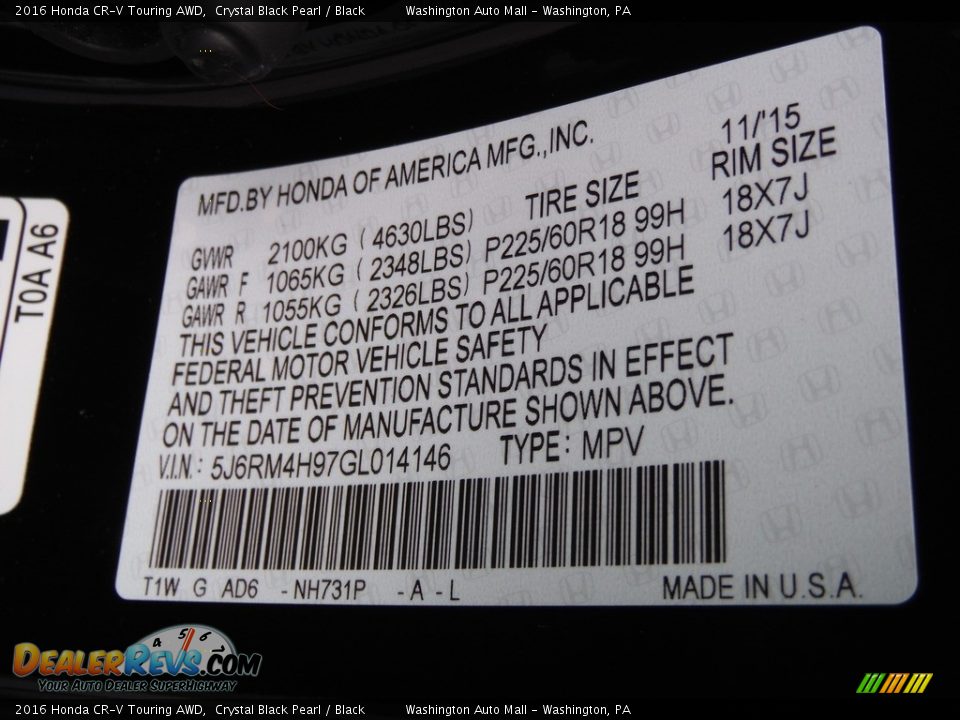 2016 Honda CR-V Touring AWD,  Crystal Black Pearl / Black  Washington Auto Mall - Washington, PA
T0A A6
MFD.BY HONDA OF AMERICA MFG.,INC. 11/'15
TIRE SIZE RIM SIZE
GVWR 2100KG ( 4630LBS)
GAWR F 1065KG ( 2348LBS) P225/60R18 99H 18X7J
GAWR R 1055KG ( 2326LBS) P225/60R18 99H 18X7J
THIS VEHICLE CONFORMS TO ALL APPLICABLE
FEDERAL MOTOR VEHICLE SAFETY
AND THEFT PREVENTION STANDARDS IN EFFECT
ON THE DATE OF MANUFACTURE SHOWN ABOVE.
V.I.N.: 5J6RM4H97GL014146 TYPE: MPV
T1W G AD6 -NH731P -A -L MADE IN U.S.A.
4 5 6
DEALERREVS.COM
YOUR AUTO DEALER SUPERHIGHWAY
2016 Honda CR-V Touring AWD,  Crystal Black Pearl / Black  Washington Auto Mall - Washington, PA